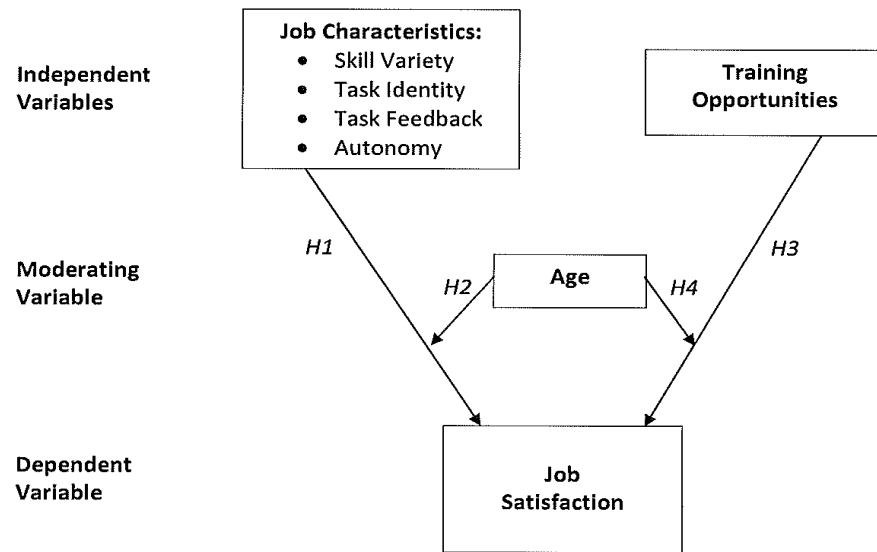 Job Characteristics:
• Skill Variety
• Task Identity
• Task Feedback
• Autonomy
Independent
Variables
Training
Opportunities
H1
H3
Moderating
Variable
H2
Age
H4
Dependent
Variable
Job
Satisfaction